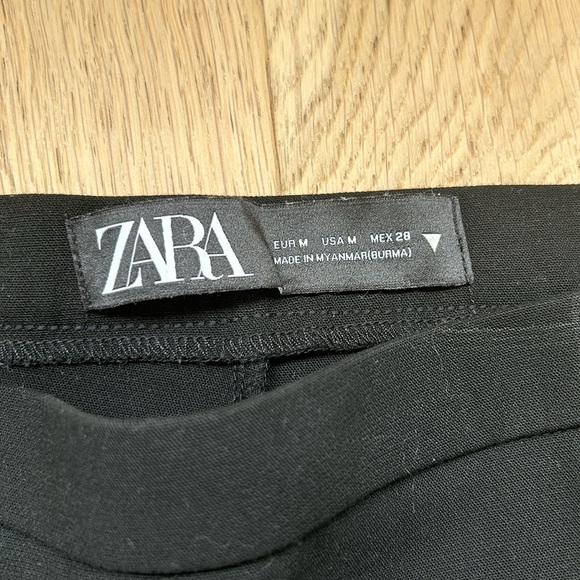 ZARA
EUR M USA M MEX 28
MADE IN MYANMAR(BURMA)